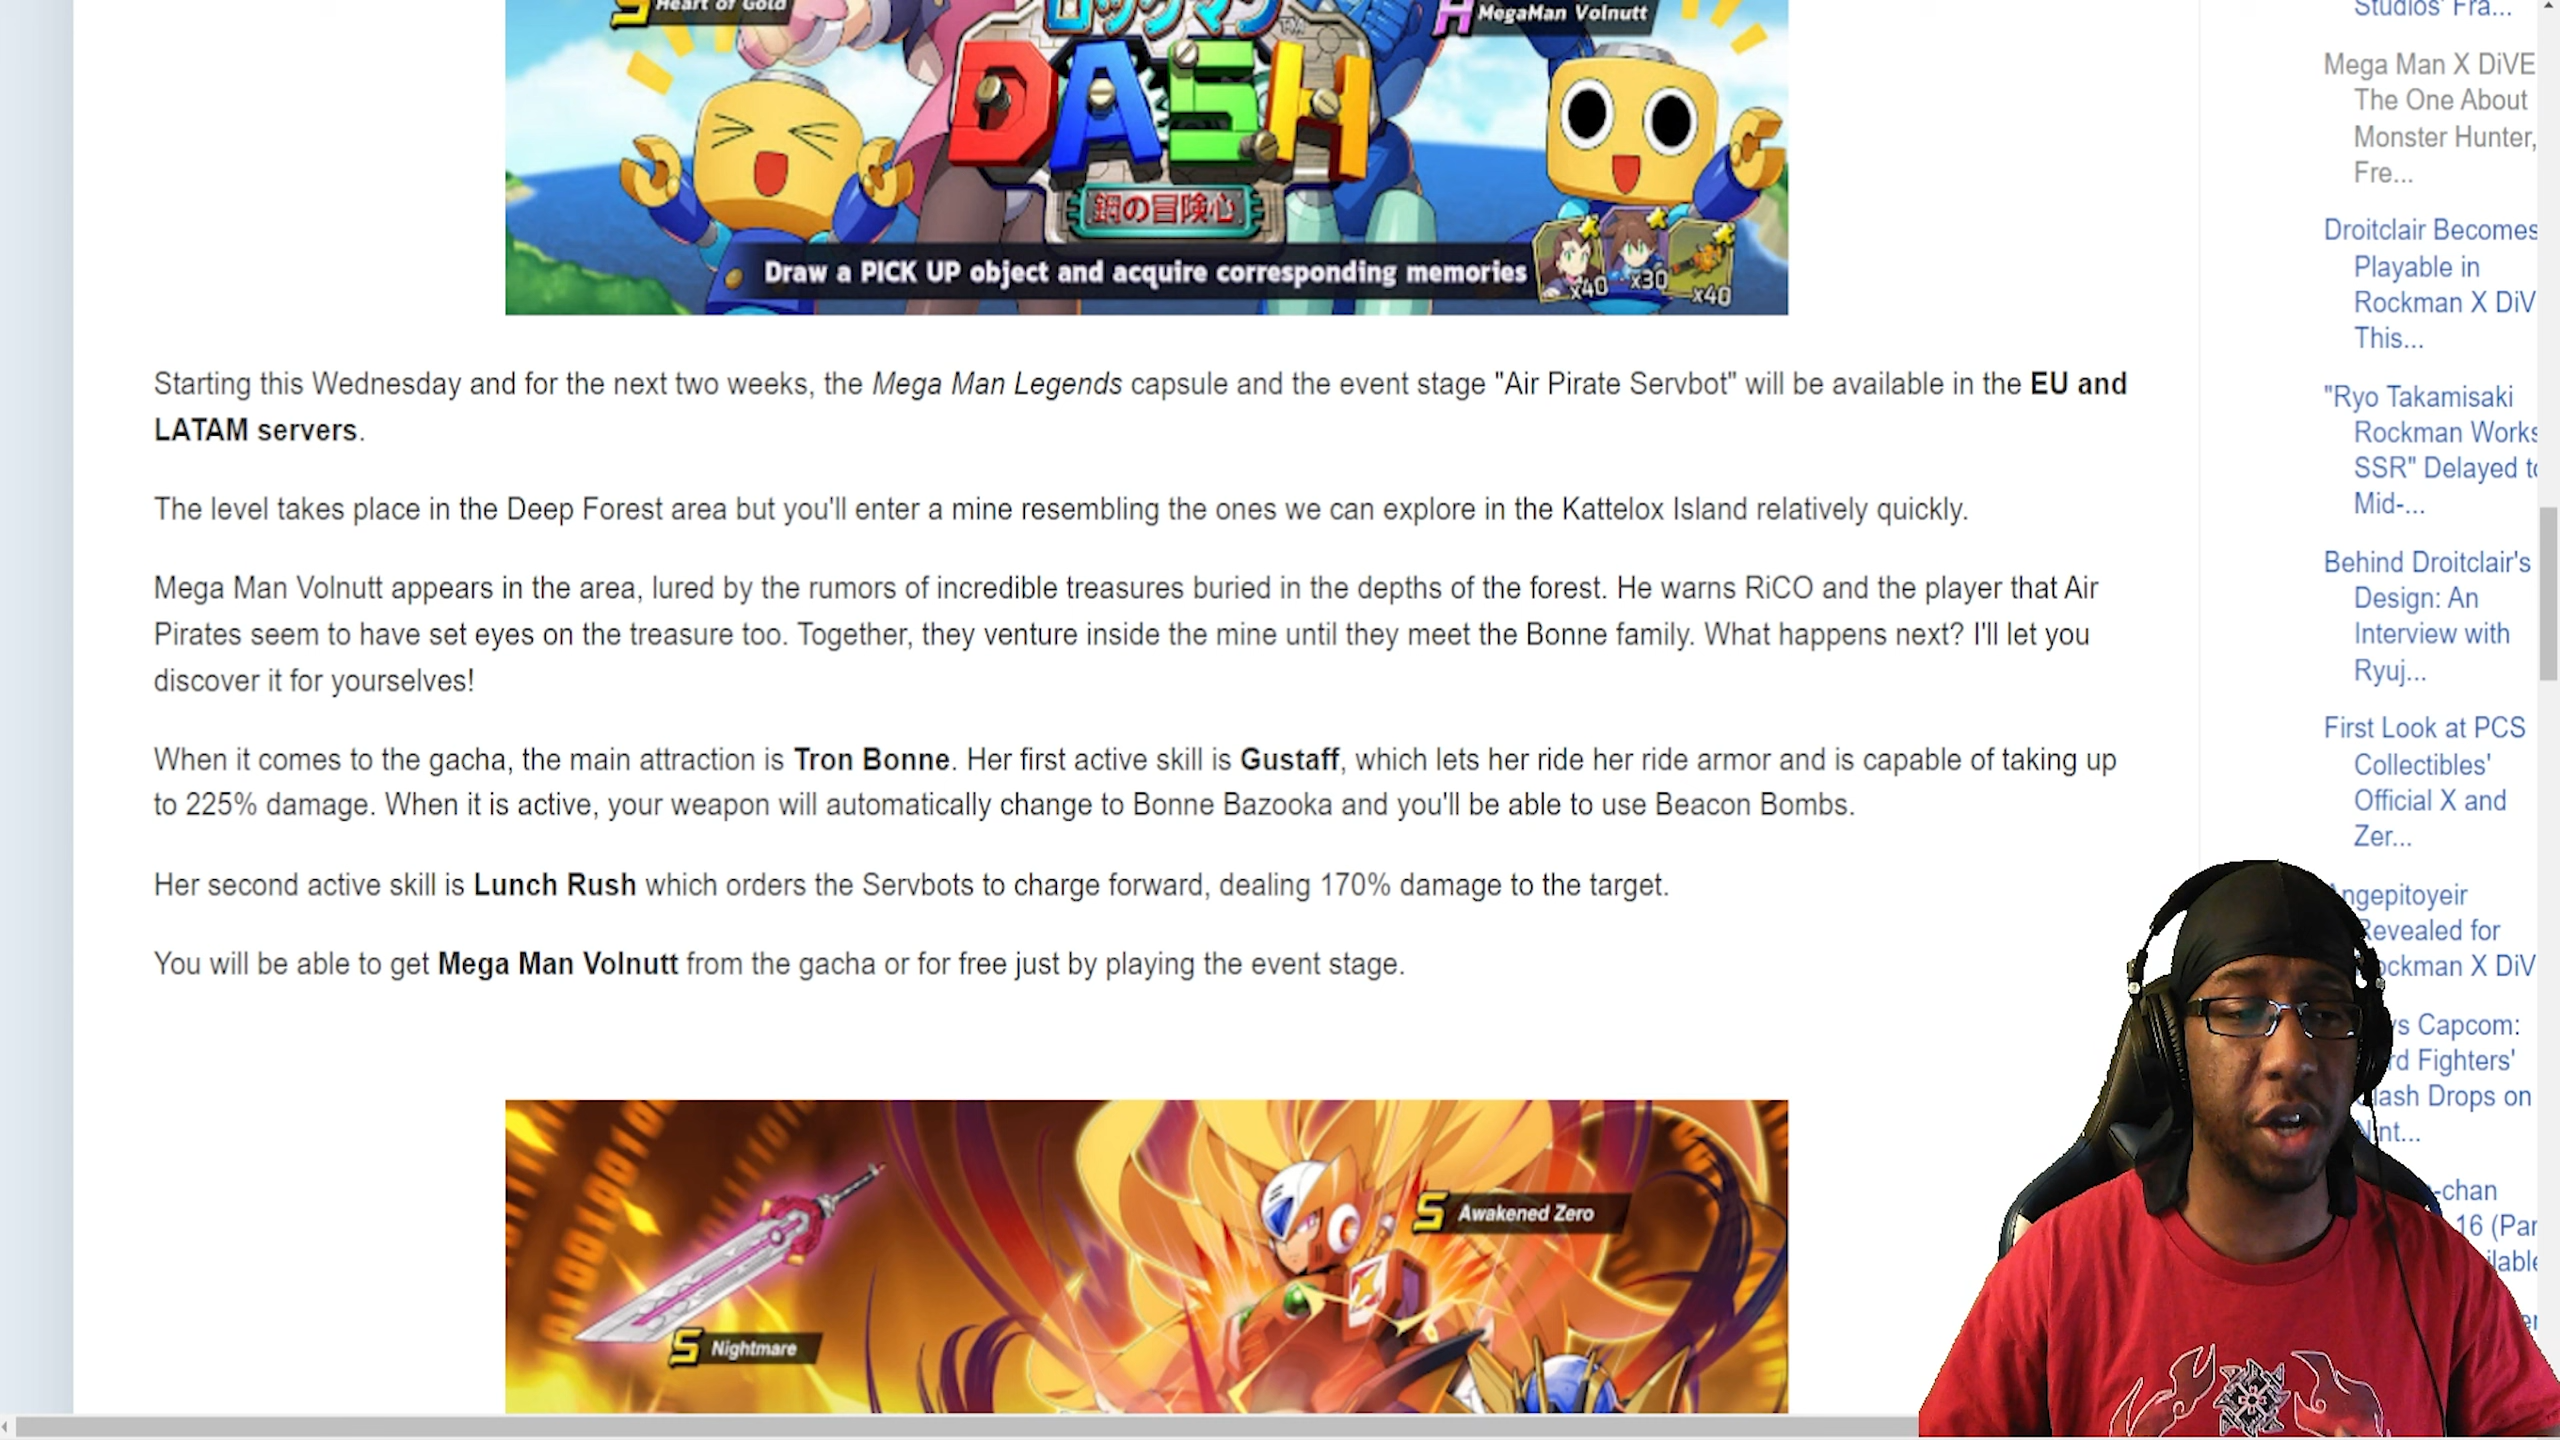 Heart of Gold
MegaMan Volnutt
ロックマン
DASH
鋼の冒険心
Draw a PICK UP object and acquire corresponding memories
x40
x30
x40
Starting this Wednesday and for the next two weeks, the Mega Man Legends capsule and the event stage "Air Pirate Servbot" will be available in the EU and
LATAM servers.
The level takes place in the Deep Forest area but you'll enter a mine resembling the ones we can explore in the Kattelox Island relatively quickly.
Mega Man Volnutt appears in the area, lured by the rumors of incredible treasures buried in the depths of the forest. He warns RiCO and the player that Air
Pirates seem to have set eyes on the treasure too. Together, they venture inside the mine until they meet the Bonne family. What happens next? I'll let you
discover it for yourselves!
When it comes to the gacha, the main attraction is Tron Bonne. Her first active skill is Gustaff, which lets her ride her ride armor and is capable of taking up
to 225% damage. When it is active, your weapon will automatically change to Bonne Bazooka and you'll be able to use Beacon Bombs.
Her second active skill is Lunch Rush which orders the Servbots to charge forward, dealing 170% damage to the target.
You will be able to get Mega Man Volnutt from the gacha or for free just by playing the event stage.
S Awakened Zero
S Nightmare
Studios' Fra...
Mega Man X DiVE
The One About
Monster Hunter,
Fre...
Droitclair Becomes
Playable in
Rockman X DiV
This...
"Ryo Takamisaki
Rockman Works
SSR" Delayed to
Mid-...
Behind Droitclair's
Design: An
Interview with
Ryuj...
First Look at PCS
Collectibles'
Official X and
Zer...
ngepitoyeir
Revealed for
ockman X DiV
vs Capcom:
rd Fighters'
lash Drops on
Nint...
-chan
16 (Par
ilable